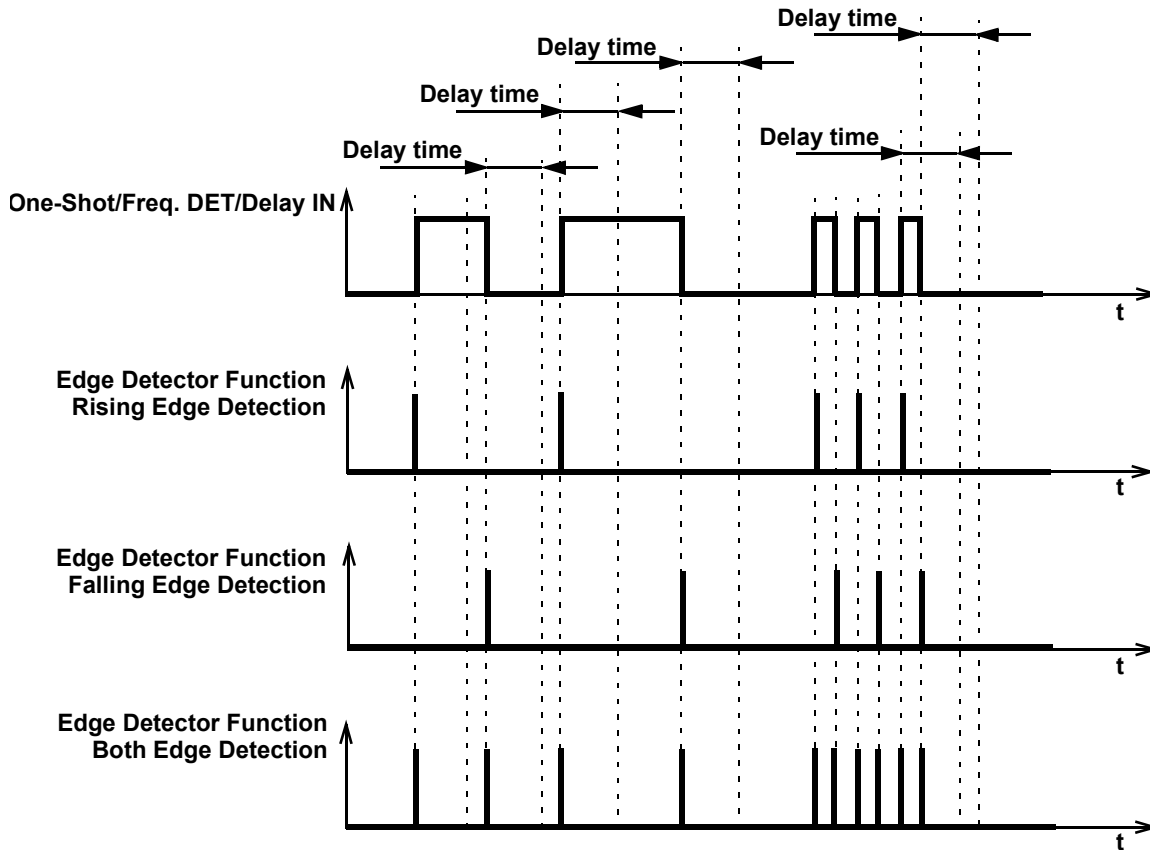 Delay time
Delay time
Delay time
Delay time
Delay time
One-Shot/Freq. DET/Delay IN
t
Edge Detector Function
Rising Edge Detection
t
Edge Detector Function
Falling Edge Detection
t
Edge Detector Function
Both Edge Detection
t